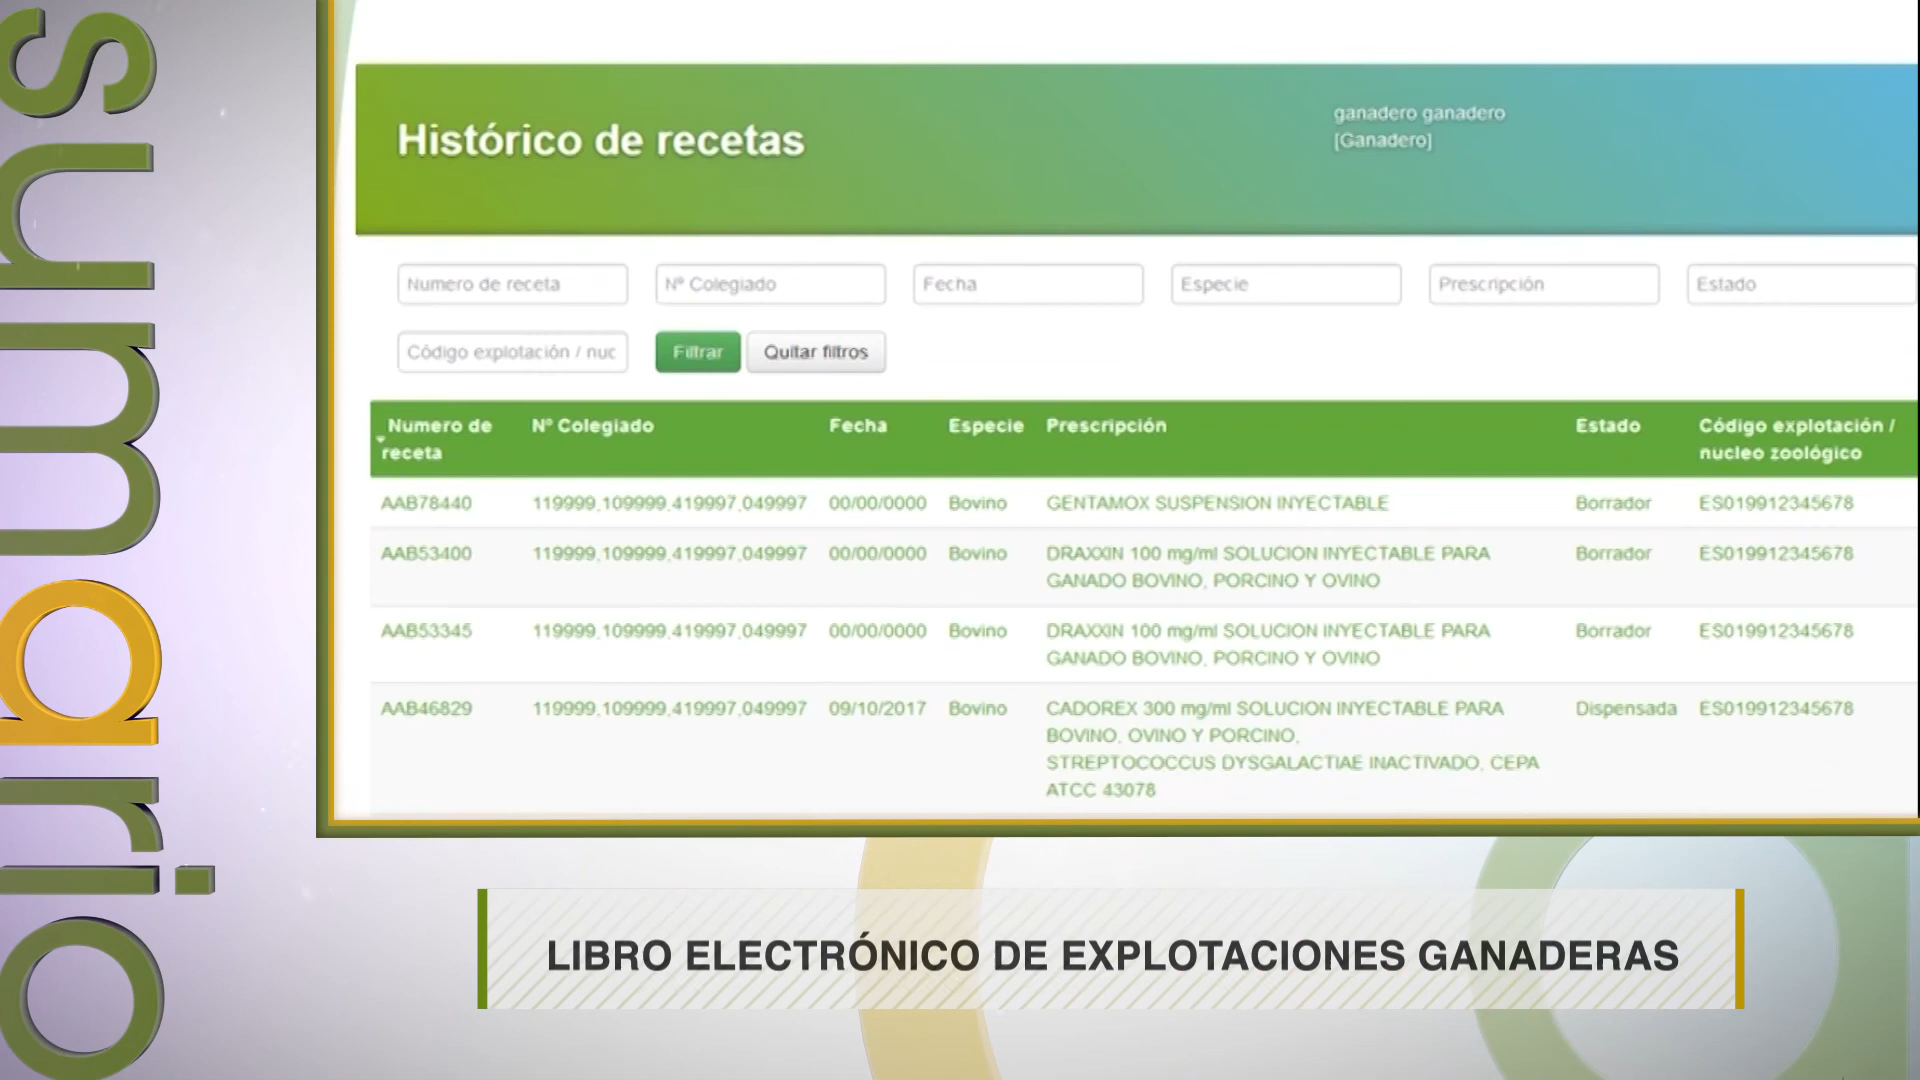 sumario
Histórico de recetas
ganadero ganadero
[Ganadero]
Numero de receta
Nº Colegiado
Fecha
Especie
Prescripción
Estado
Código explotación / nuc
Filtrar
Quitar filtros
Numero de receta
Nº Colegiado
Fecha
Especie
Prescripción
Estado
Código explotación /
nucleo zoológico
AAB78440 119999,109999,419997,049997 00/00/0000 Bovino GENTAMOX SUSPENSION INYECTABLE Borrador ES019912345678
AAB53400 119999,109999,419997,049997 00/00/0000 Bovino DRAXXIN 100 mg/ml SOLUCION INYECTABLE PARA Borrador ES019912345678
GANADO BOVINO, PORCINO Y OVINO
AAB53345 119999,109999,419997,049997 00/00/0000 Bovino DRAXXIN 100 mg/ml SOLUCION INYECTABLE PARA Borrador ES019912345678
GANADO BOVINO, PORCINO Y OVINO
AAB46829 119999,109999,419997,049997 09/10/2017 Bovino CADOREX 300 mg/ml SOLUCION INYECTABLE PARA Dispensada ES019912345678
BOVINO, OVINO Y PORCINO,
STREPTOCOCCUS DYSGALACTIAE INACTIVADO, CEPA
ATCC 43078
LIBRO ELECTRÓNICO DE EXPLOTACIONES GANADERAS